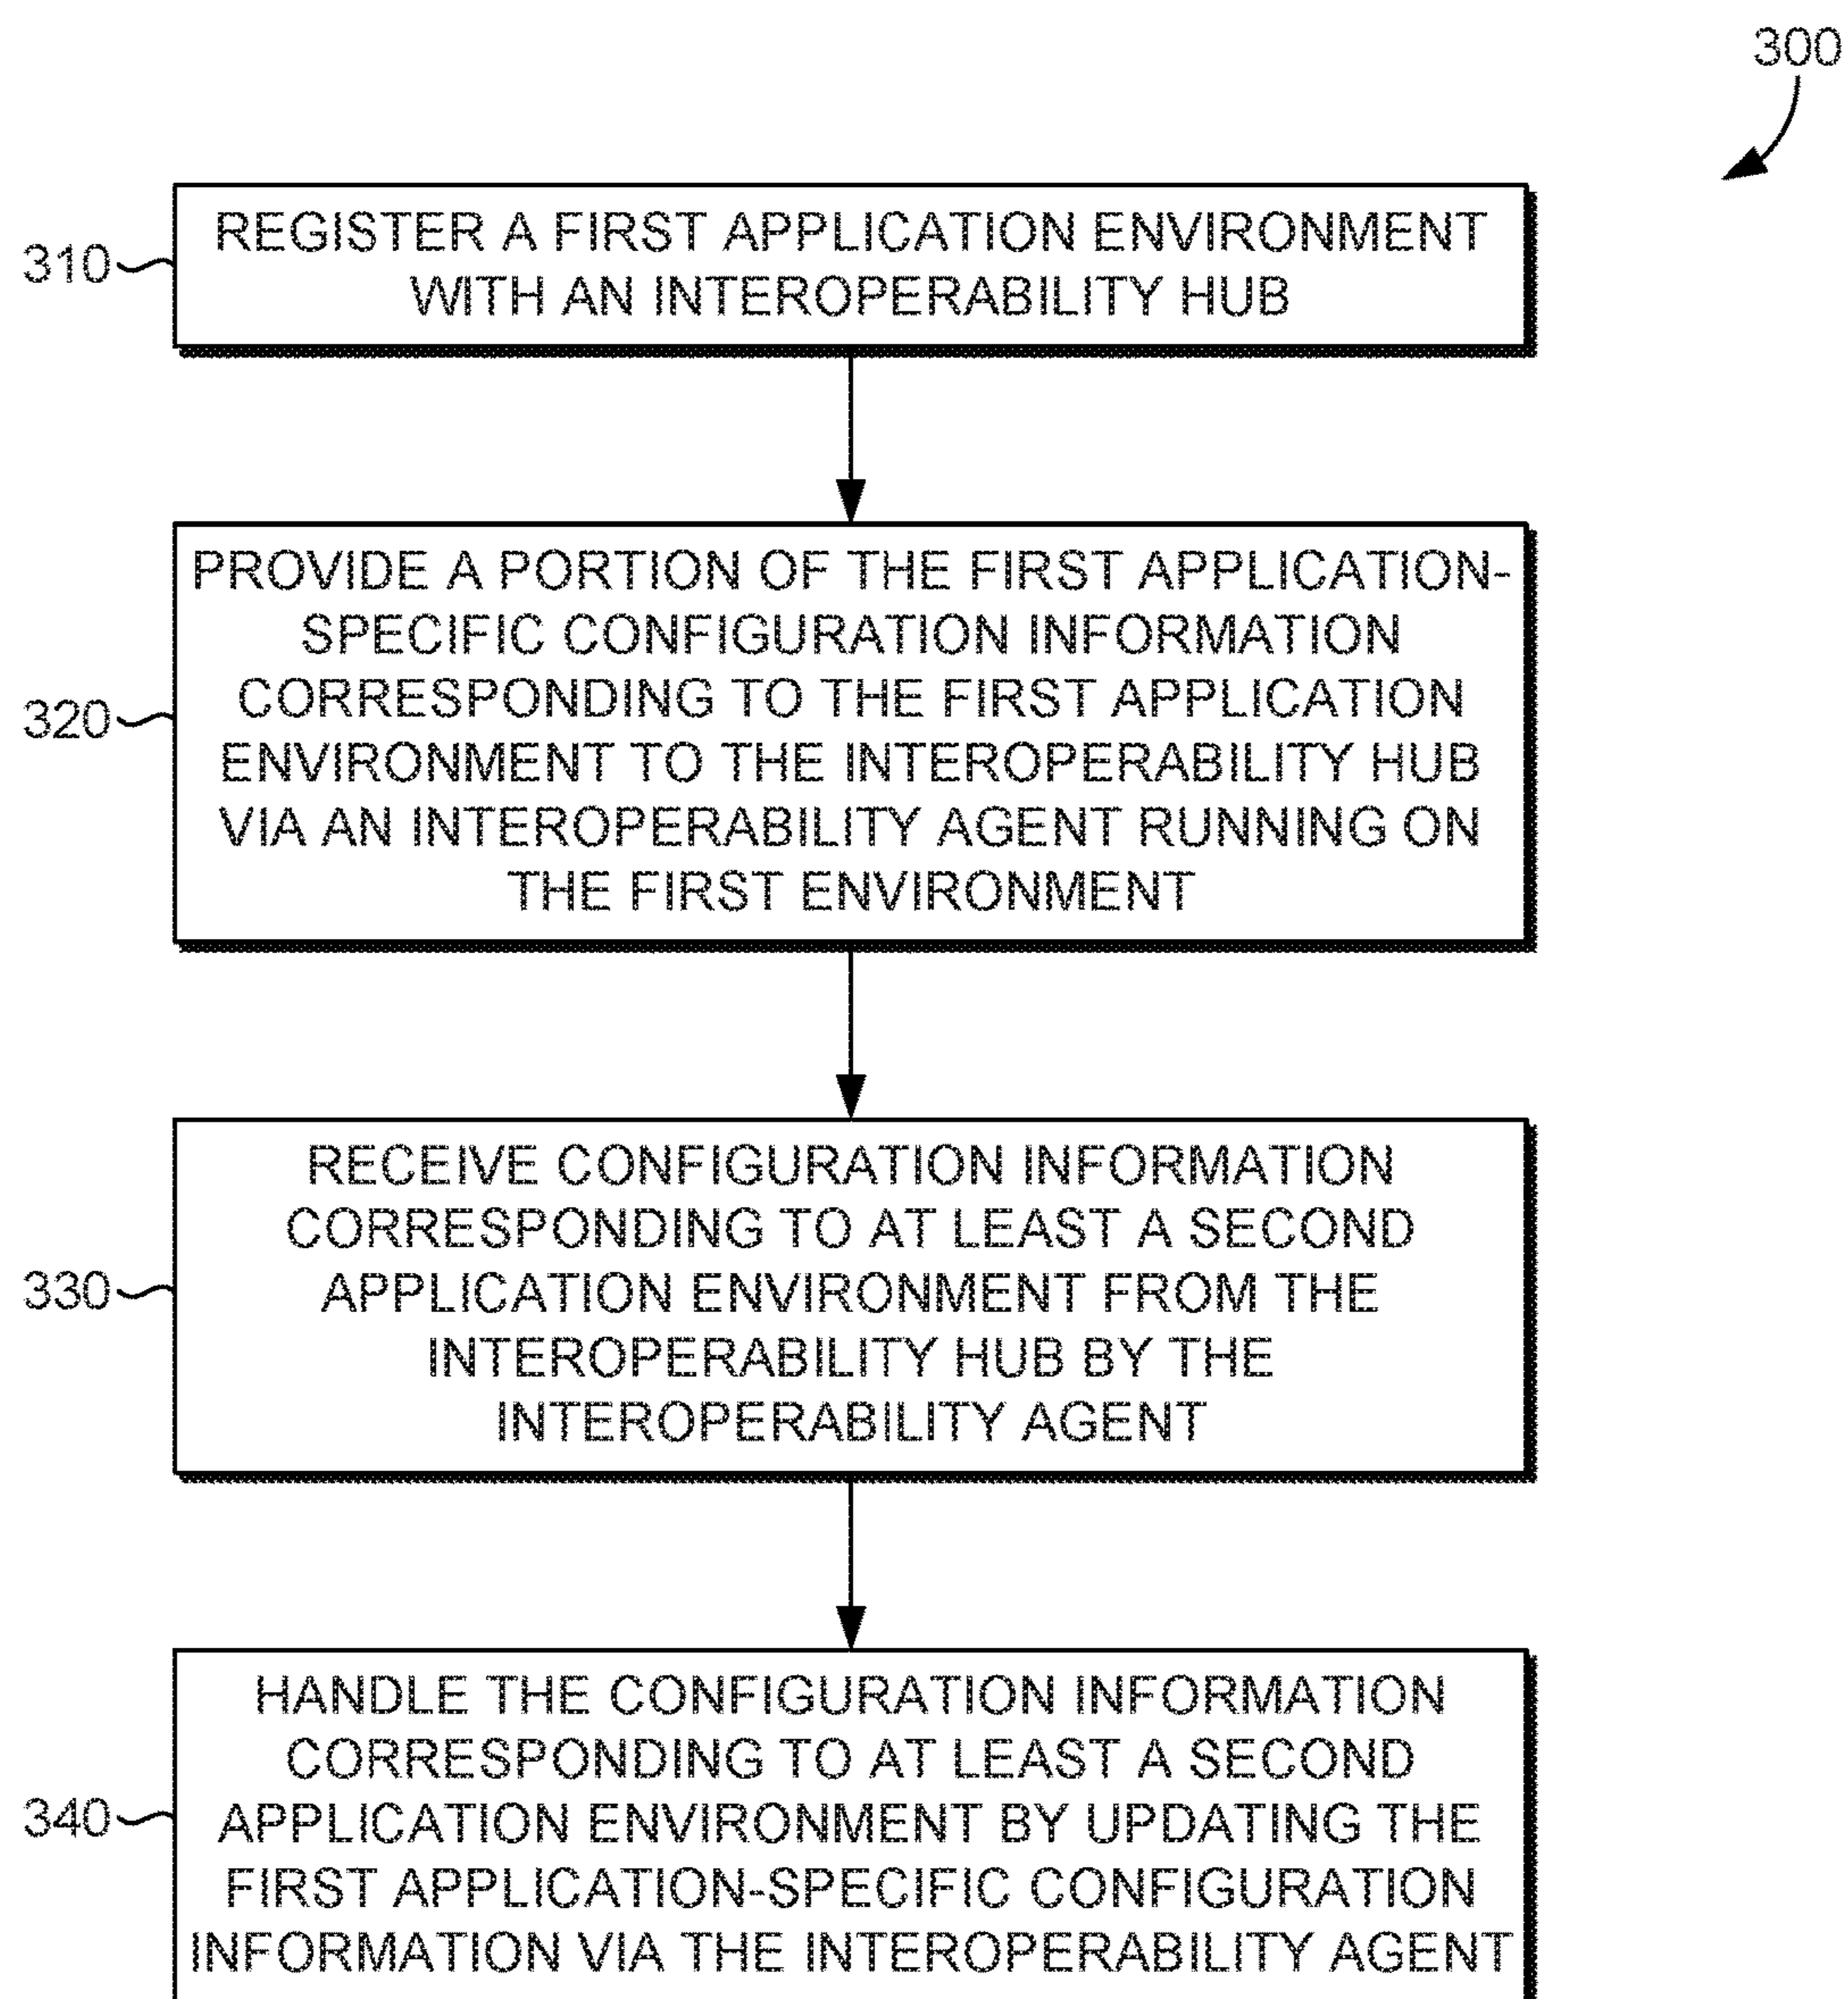 300
310
REGISTER A FIRST APPLICATION ENVIRONMENT
WITH AN INTEROPERABILITY HUB
320
PROVIDE A PORTION OF THE FIRST APPLICATION-
SPECIFIC CONFIGURATION INFORMATION
CORRESPONDING TO THE FIRST APPLICATION
ENVIRONMENT TO THE INTEROPERABILITY HUB
VIA AN INTEROPERABILITY AGENT RUNNING ON
THE FIRST ENVIRONMENT
330
RECEIVE CONFIGURATION INFORMATION
CORRESPONDING TO AT LEAST A SECOND
APPLICATION ENVIRONMENT FROM THE
INTEROPERABILITY HUB BY THE
INTEROPERABILITY AGENT
340
HANDLE THE CONFIGURATION INFORMATION
CORRESPONDING TO AT LEAST A SECOND
APPLICATION ENVIRONMENT BY UPDATING THE
FIRST APPLICATION-SPECIFIC CONFIGURATION
INFORMATION VIA THE INTEROPERABILITY AGENT